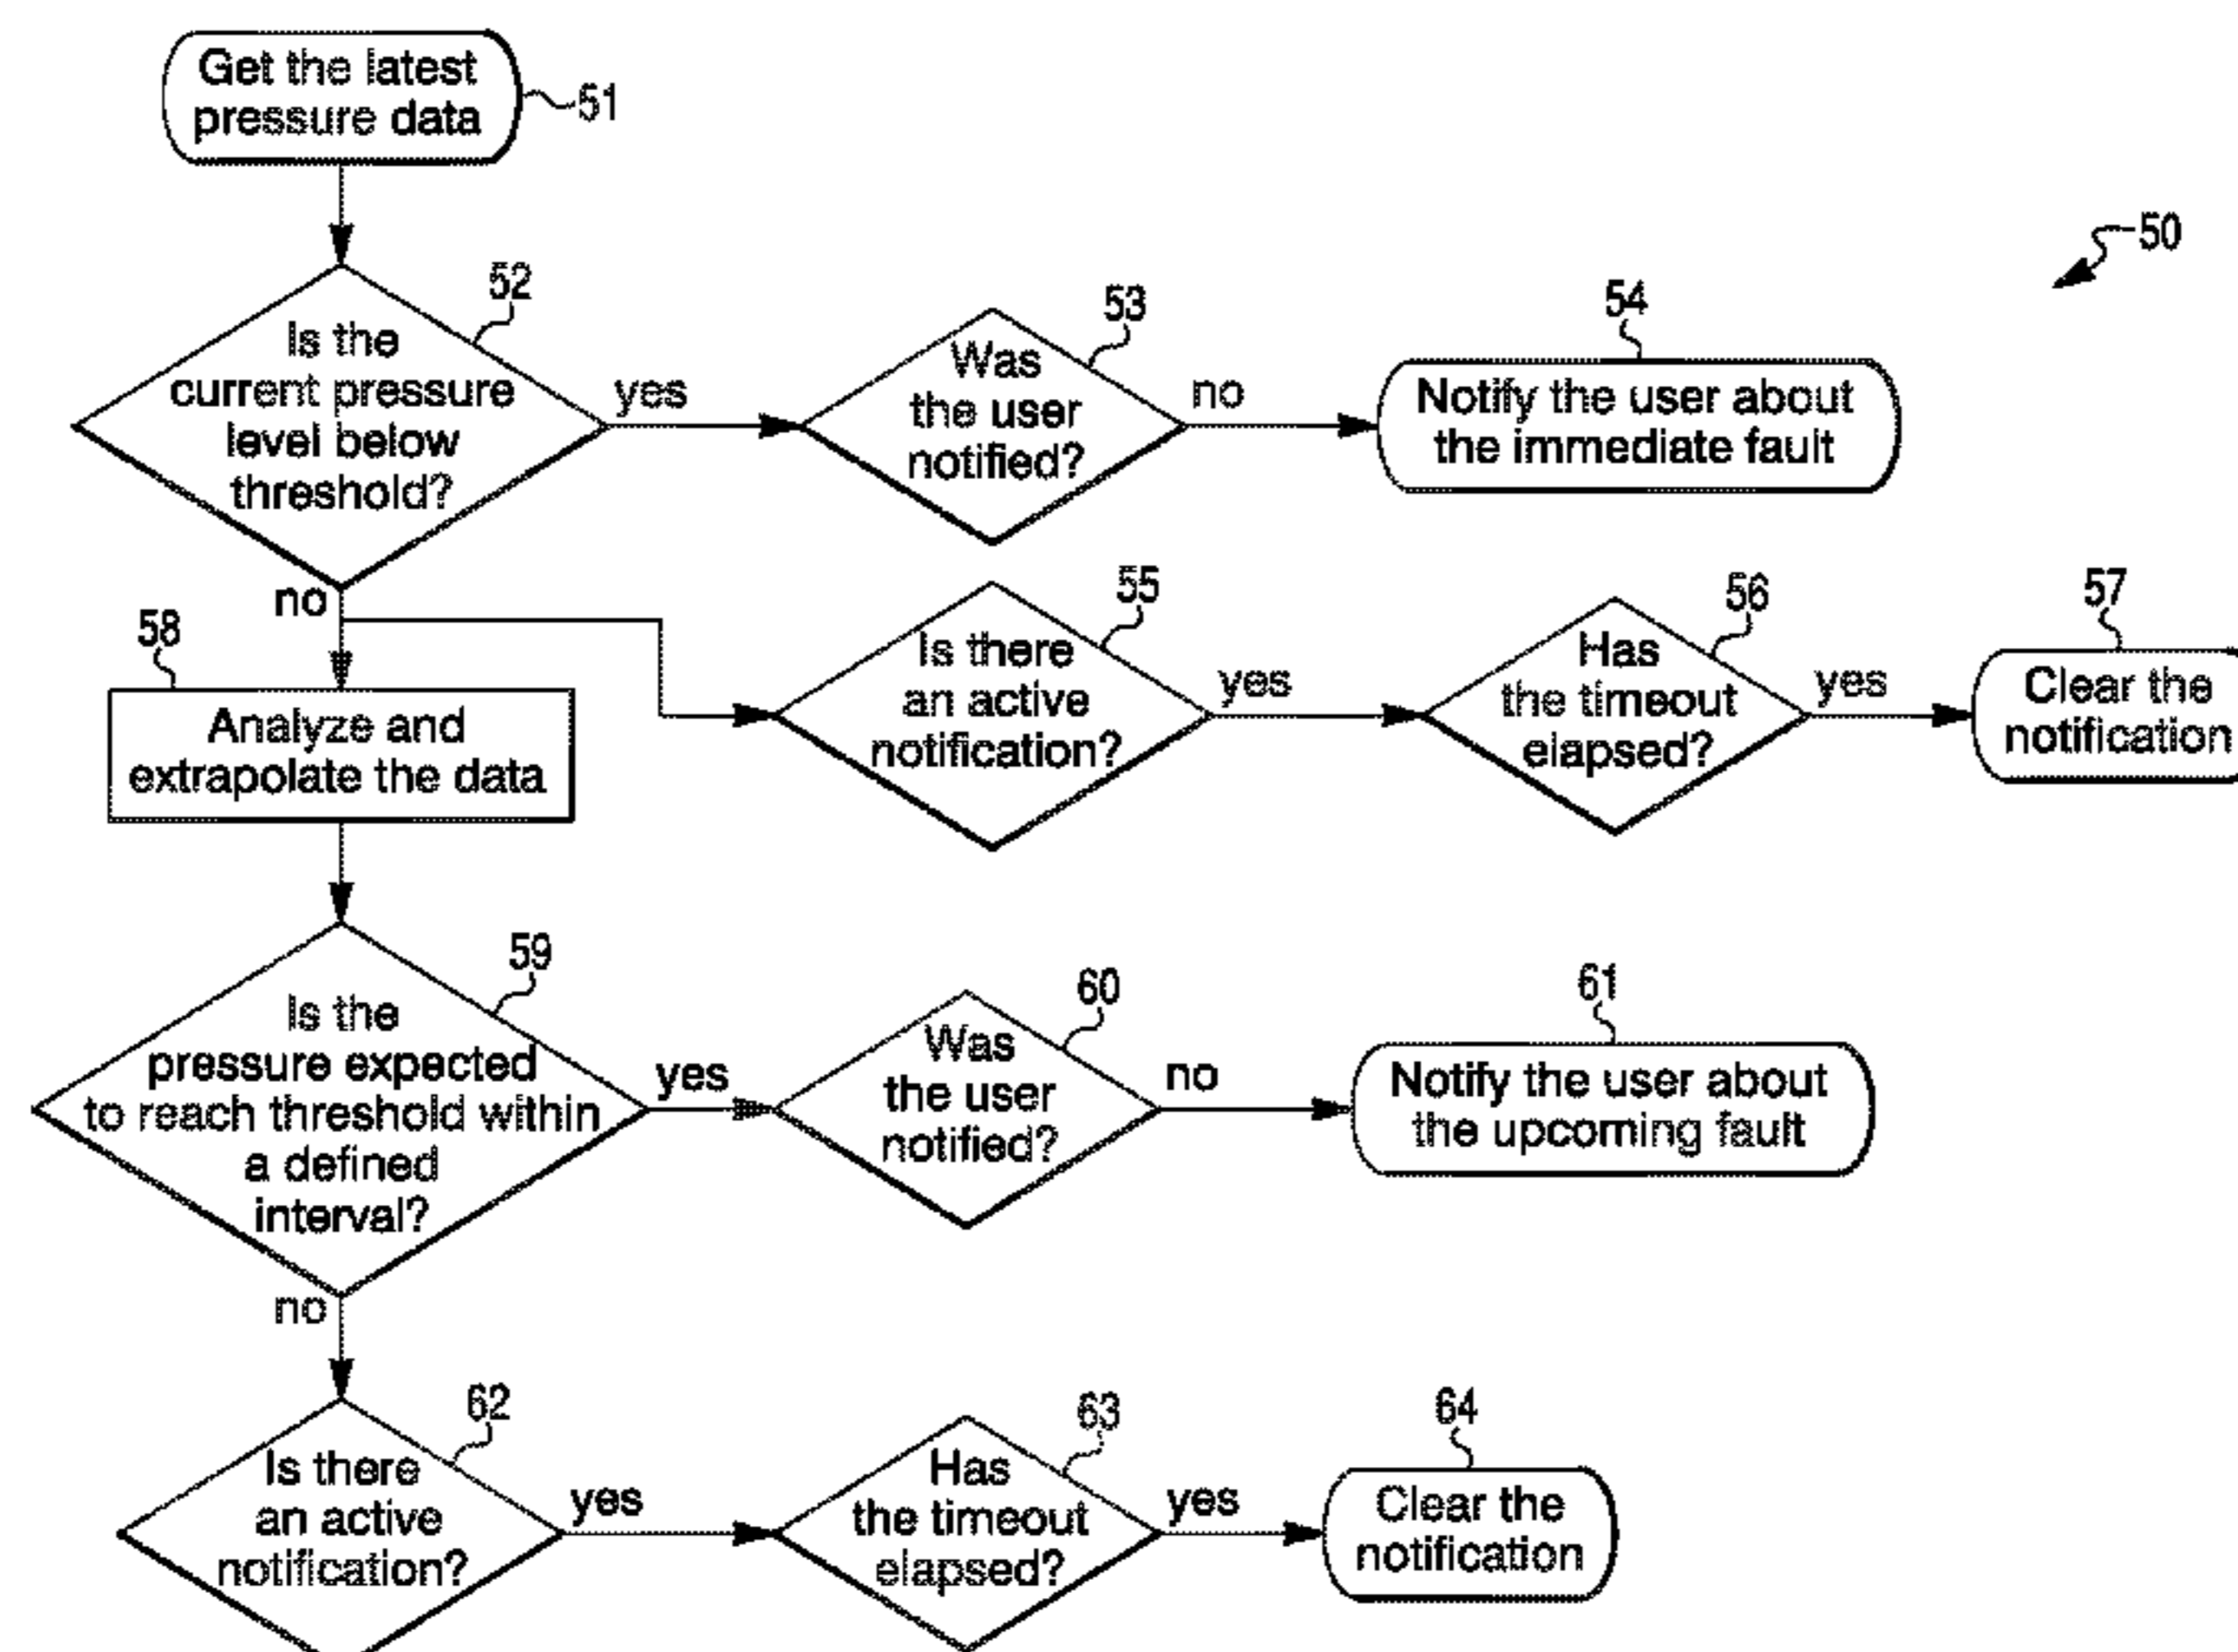 Get the latest
pressure data
51
50
52
Is the
current pressure
level below
threshold?
yes
53
Was
the user
notified?
no
54
Notify the user about
the immediate fault
no
55
Is there
an active
notification?
yes
56
Has
the timeout
elapsed?
yes
57
Clear the
notification
58
Analyze and
extrapolate the data
59
Is the
pressure expected
to reach threshold within
a defined
interval?
yes
60
Was
the user
notified?
no
61
Notify the user about
the upcoming fault
no
62
Is there
an active
notification?
yes
63
Has
the timeout
elapsed?
yes
64
Clear the
notification